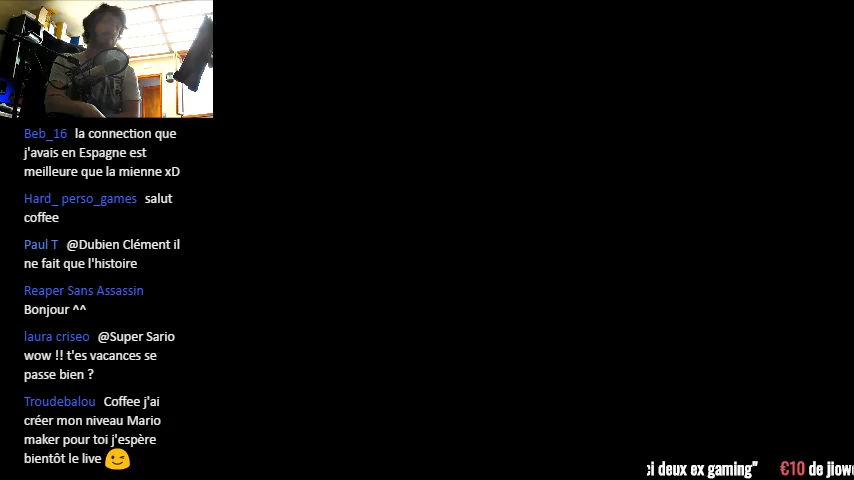 Beb_16 la connection que
j'avais en Espagne est
meilleure que la mienne xD
Hard_ perso_games salut
coffee
Paul T @Dubien Clément il
ne fait que l'histoire
Reaper Sans Assassin
Bonjour ^^
laura criseo @Super Sario
wow !! t'es vacances se
passe bien ?
Troudebalou Coffee j'ai
créer mon niveau Mario
maker pour toi j'espère
bientôt le live 😉
ci deux ex gaming" €10 de jiow